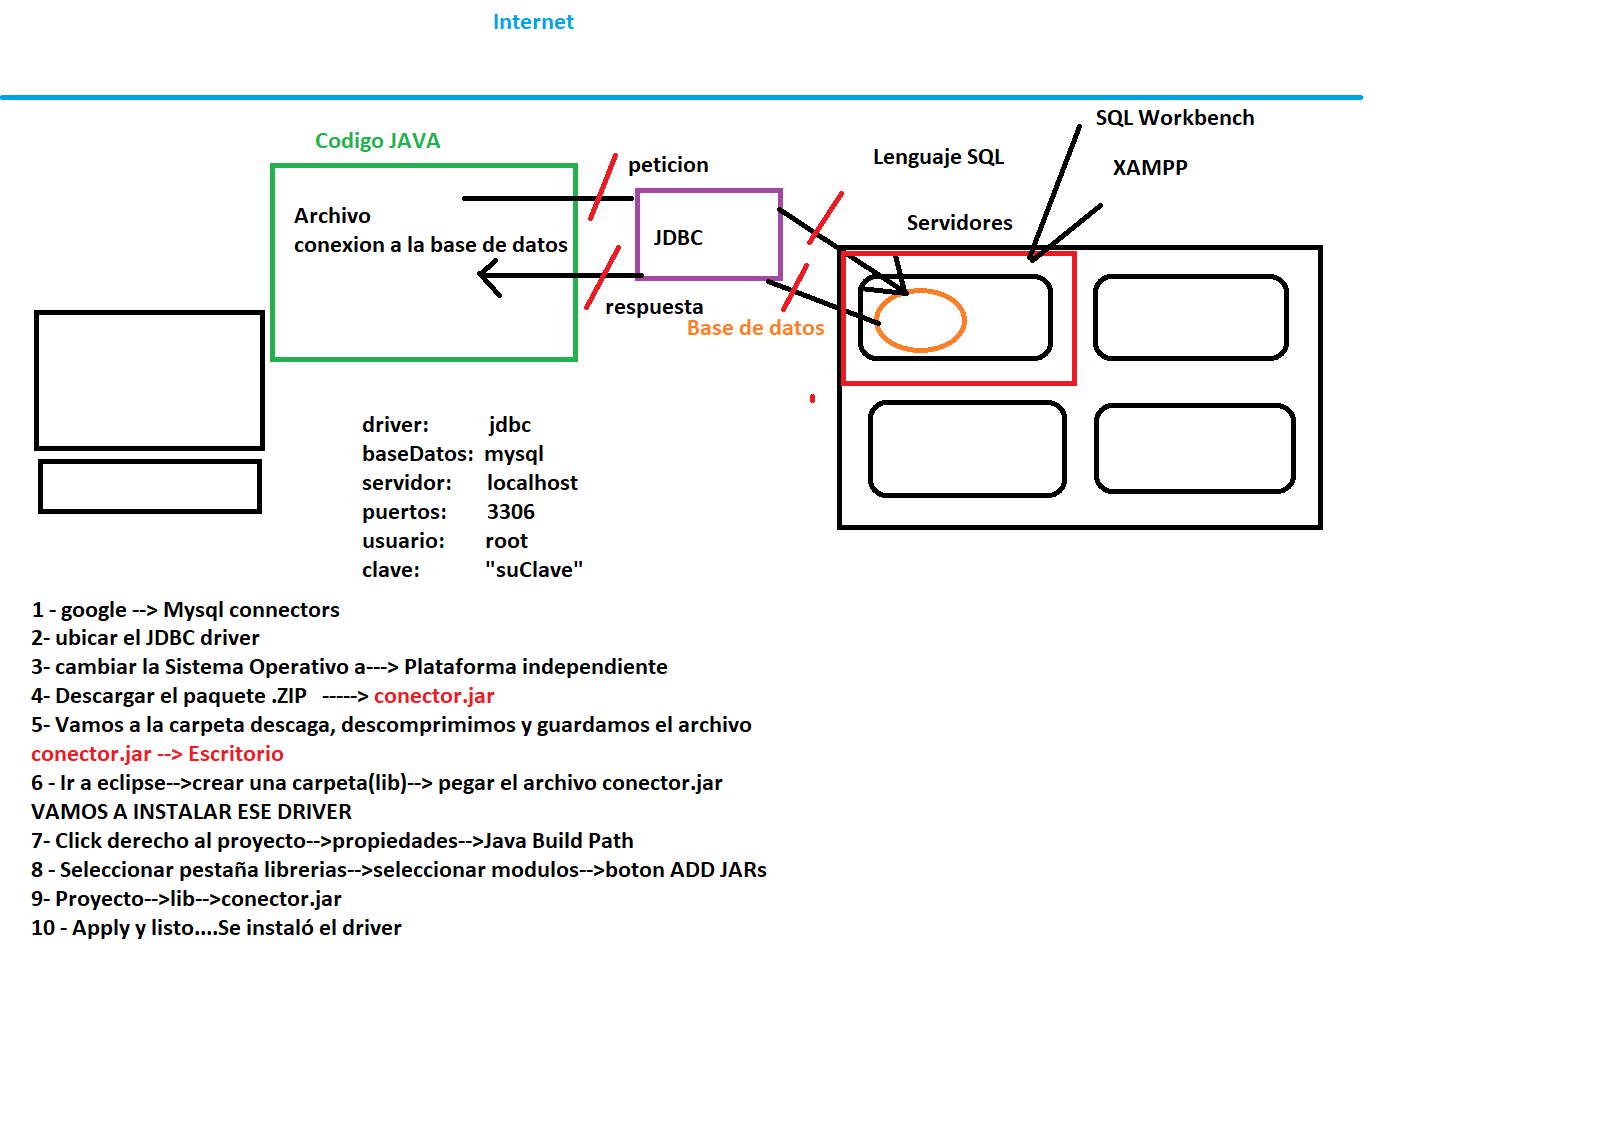 Internet
SQL Workbench
Codigo JAVA
Lenguaje SQL
peticion
XAMPP
Archivo
conexion a la base de datos
JDBC
Servidores
respuesta
Base de datos
driver: jdbc
baseDatos: mysql
servidor: localhost
puertos: 3306
usuario: root
clave: "suClave"
1 - google --> Mysql connectors
2- ubicar el JDBC driver
3- cambiar la Sistema Operativo a---> Plataforma independiente
4- Descargar el paquete .ZIP -----> conector.jar
5- Vamos a la carpeta descaga, descomprimimos y guardamos el archivo
conector.jar --> Escritorio
6 - Ir a eclipse-->crear una carpeta(lib)--> pegar el archivo conector.jar
VAMOS A INSTALAR ESE DRIVER
7- Click derecho al proyecto-->propiedades-->Java Build Path
8 - Seleccionar pestaña librerias-->seleccionar modulos-->boton ADD JARs
9- Proyecto-->lib-->conector.jar
10 - Apply y listo....Se instaló el driver